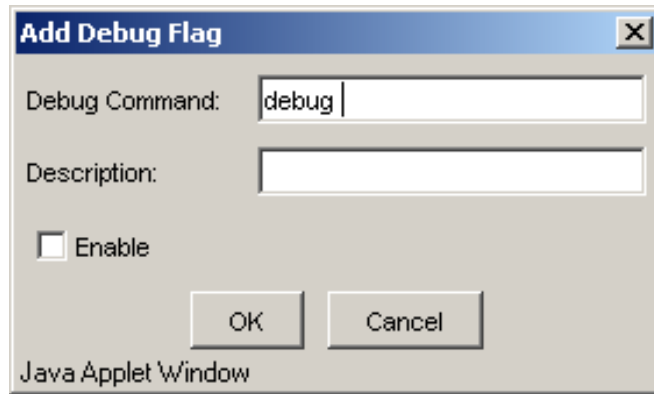 Add Debug Flag
Debug Command: debug
Description:
Enable
OK Cancel
Java Applet Window